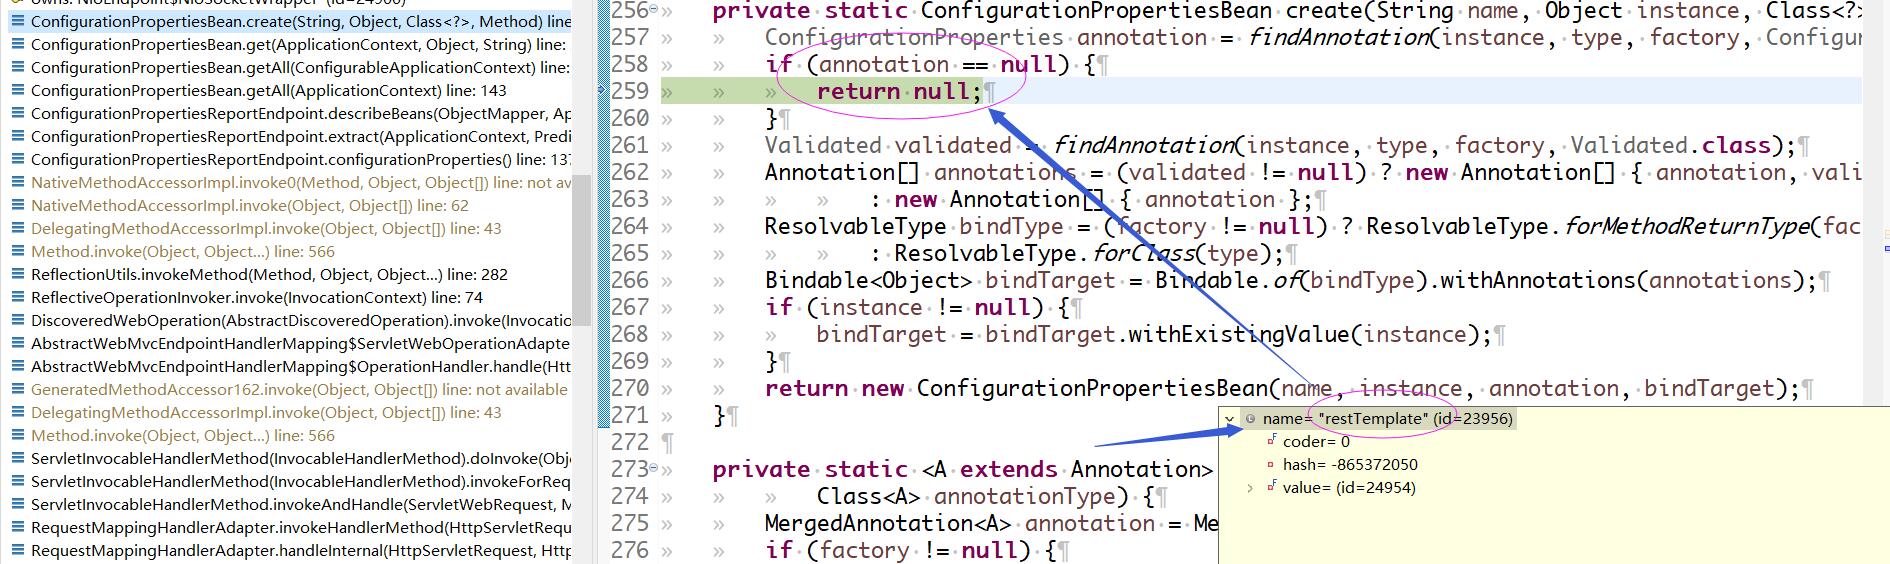 owns: NioEndpoint$NioSocketWrapper (id=24900)
ConfigurationPropertiesBean.create(String, Object, Class<?>, Method) line
ConfigurationPropertiesBean.get(ApplicationContext, Object, String) line:
ConfigurationPropertiesBean.getAll(ConfigurableApplicationContext) line:
ConfigurationPropertiesBean.getAll(ApplicationContext) line: 143
ConfigurationPropertiesReportEndpoint.describeBeans(ObjectMapper, Ap
ConfigurationPropertiesReportEndpoint.extract(ApplicationContext, Predi
ConfigurationPropertiesReportEndpoint.configurationProperties() line: 137
NativeMethodAccessorImpl.invoke0(Method, Object, Object[]) line: not av
NativeMethodAccessorImpl.invoke(Object, Object[]) line: 62
DelegatingMethodAccessorImpl.invoke(Object, Object[]) line: 43
Method.invoke(Object, Object...) line: 566
ReflectionUtils.invokeMethod(Method, Object, Object...) line: 282
ReflectiveOperationInvoker.invoke(InvocationContext) line: 74
DiscoveredWebOperation(AbstractDiscoveredOperation).invoke(Invocatio
AbstractWebMvcEndpointHandlerMapping$ServletWebOperationAdapte
AbstractWebMvcEndpointHandlerMapping$OperationHandler.handle(Htt
GeneratedMethodAccessor162.invoke(Object, Object[]) line: not available
DelegatingMethodAccessorImpl.invoke(Object, Object[]) line: 43
Method.invoke(Object, Object...) line: 566
ServletInvocableHandlerMethod(InvocableHandlerMethod).doInvoke(Obj
ServletInvocableHandlerMethod(InvocableHandlerMethod).invokeForReq
ServletInvocableHandlerMethod.invokeAndHandle(ServletWebRequest, M
RequestMappingHandlerAdapter.invokeHandlerMethod(HttpServletRequ
RequestMappingHandlerAdapter.handleInternal(HttpServletRequest, Http
256 private static ConfigurationPropertiesBean create(String name, Object instance, Class<?>
257 ConfigurationProperties annotation = findAnnotation(instance, type, factory, Configur
258 if (annotation == null) {
259 return null;
260 }
261 Validated validated = findAnnotation(instance, type, factory, Validated.class);
262 Annotation[] annotations = (validated != null) ? new Annotation[] { annotation, vali
263 : new Annotation[] { annotation };
264 ResolvableType bindType = (factory != null) ? ResolvableType.forMethodReturnType(fac
265 : ResolvableType.forClass(type);
266 Bindable<Object> bindTarget = Bindable.of(bindType).withAnnotations(annotations);
267 if (instance != null) {
268 bindTarget = bindTarget.withExistingValue(instance);
269 }
270 return new ConfigurationPropertiesBean(name, instance, annotation, bindTarget);
271 }
272
273 private static <A extends Annotation>
274 Class<A> annotationType) {
275 MergedAnnotation<A> annotation = Me
276 if (factory != null) {
name= "restTemplate" (id=23956)
coder= 0
hash= -865372050
value= (id=24954)